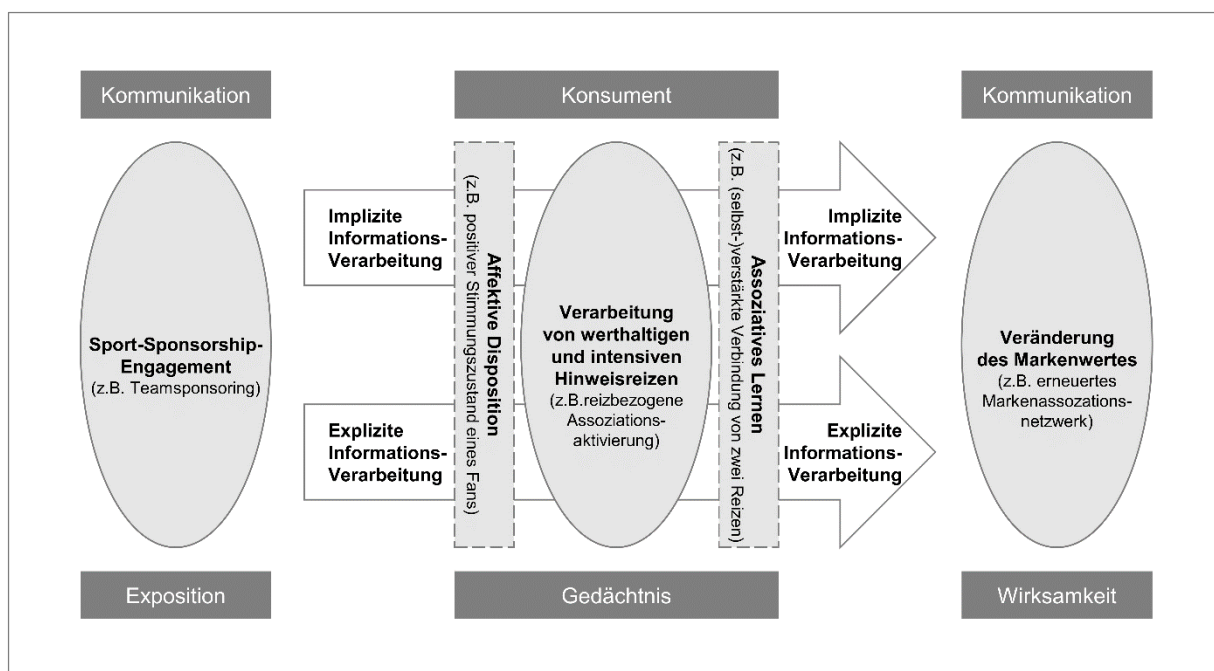 Kommunikation
Konsument
Kommunikation
Sport-Sponsorship-
Engagement
(z.B. Teamsponsoring)
Implizite
Informations-
Verarbeitung
Explizite
Informations-
Verarbeitung
Affektive Disposition
(z.B. positiver Stimmungszustand eines Fans)
Verarbeitung
von werthaltigen
und intensiven
Hinweisreizen
(z.B.reizbezogene
Assoziations-
aktivierung)
Assoziatives Lernen
(z.B. (selbst-)verstärkte Verbindung von zwei Reizen)
Implizite
Informations-
Verarbeitung
Explizite
Informations-
Verarbeitung
Veränderung
des Markenwertes
(z.B. erneuertes
Markenassozations-
netzwerk)
Exposition
Gedächtnis
Wirksamkeit